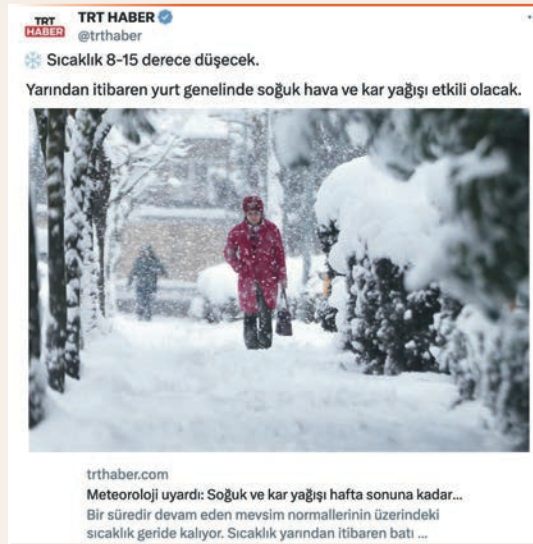 TRT HABER
TRT HABER
@trthaber
Sıcaklık 8-15 derece düşecek.
Yarından itibaren yurt genelinde soğuk hava ve kar yağışı etkili olacak.
trthaber.com
Meteoroloji uyardı: Soğuk ve kar yağışı hafta sonuna kadar...
Bir süredir devam eden mevsim normallerinin üzerindeki
sıcaklık geride kalıyor. Sıcaklık yarından itibaren batı ...